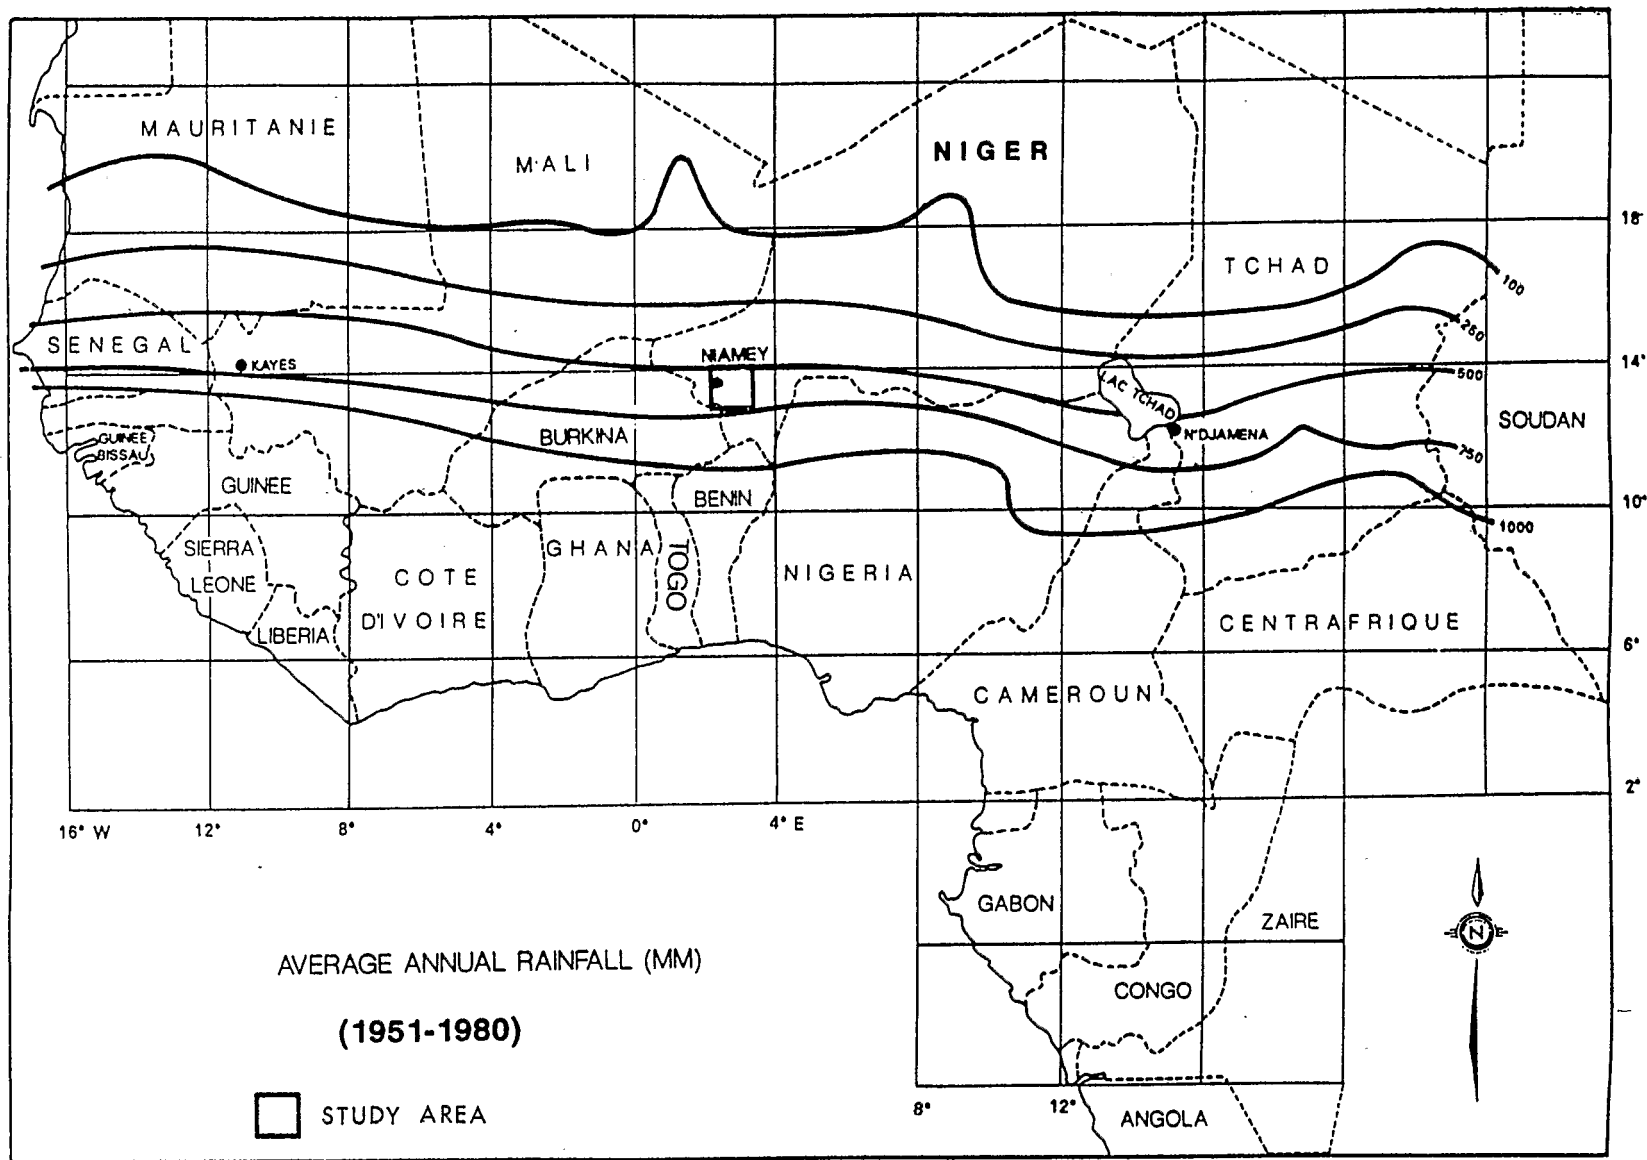 MAURITANIE
MALI
NIGER
18°
TCHAD
100
250
SENEGAL
KAYES
NIAMEY
14°
500
LAC TCHAD
SOUDAN
N'DJAMENA
BURKINA
GUINEE
BISSAU
750
GUINEE
BENIN
10°
1000
SIERRA
LEONE
GHANA
TOGO
COTE
D'IVOIRE
NIGERIA
LIBERIA
CENTRAFRIQUE
6°
CAMEROUN
2°
16° W 12° 8° 4° 0° 4° E
GABON
ZAIRE
N
E
AVERAGE ANNUAL RAINFALL (MM)
CONGO
(1951-1980)
8° 12°
STUDY AREA
ANGOLA